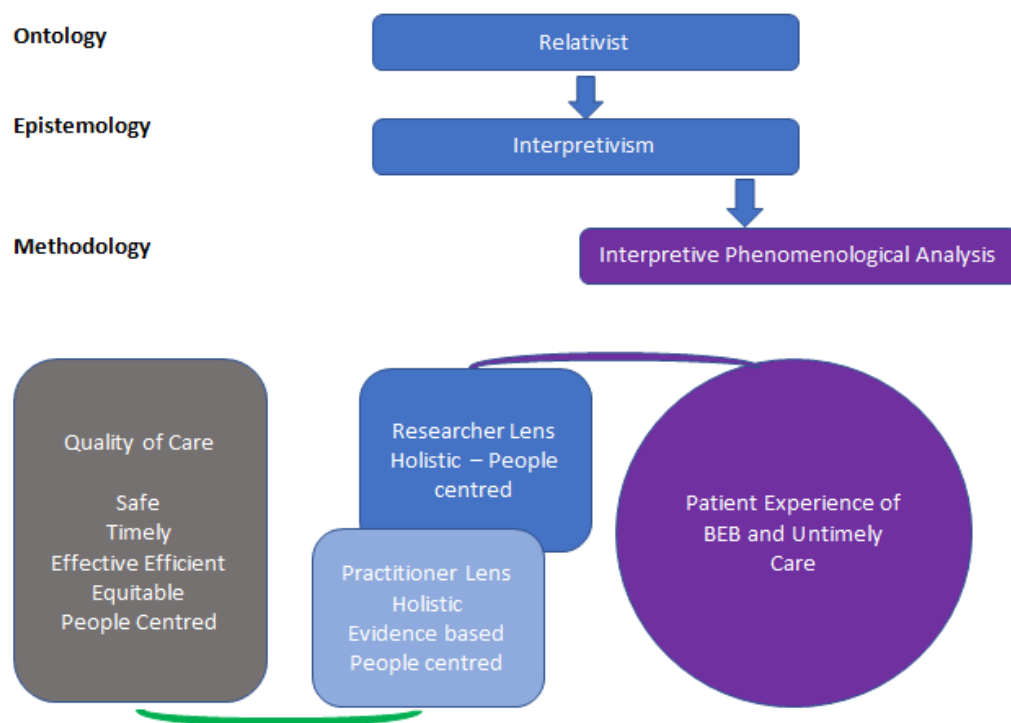 Ontology
Relativist
Epistemology
Interpretivism
Methodology
Interpretive Phenomenological Analysis
Quality of Care
Safe
Timely
Effective Efficient
Equitable
People Centred
Researcher Lens
Holistic – People
centred
Practitioner Lens
Holistic
Evidence based
People centred
Patient Experience of
BEB and Untimely
Care